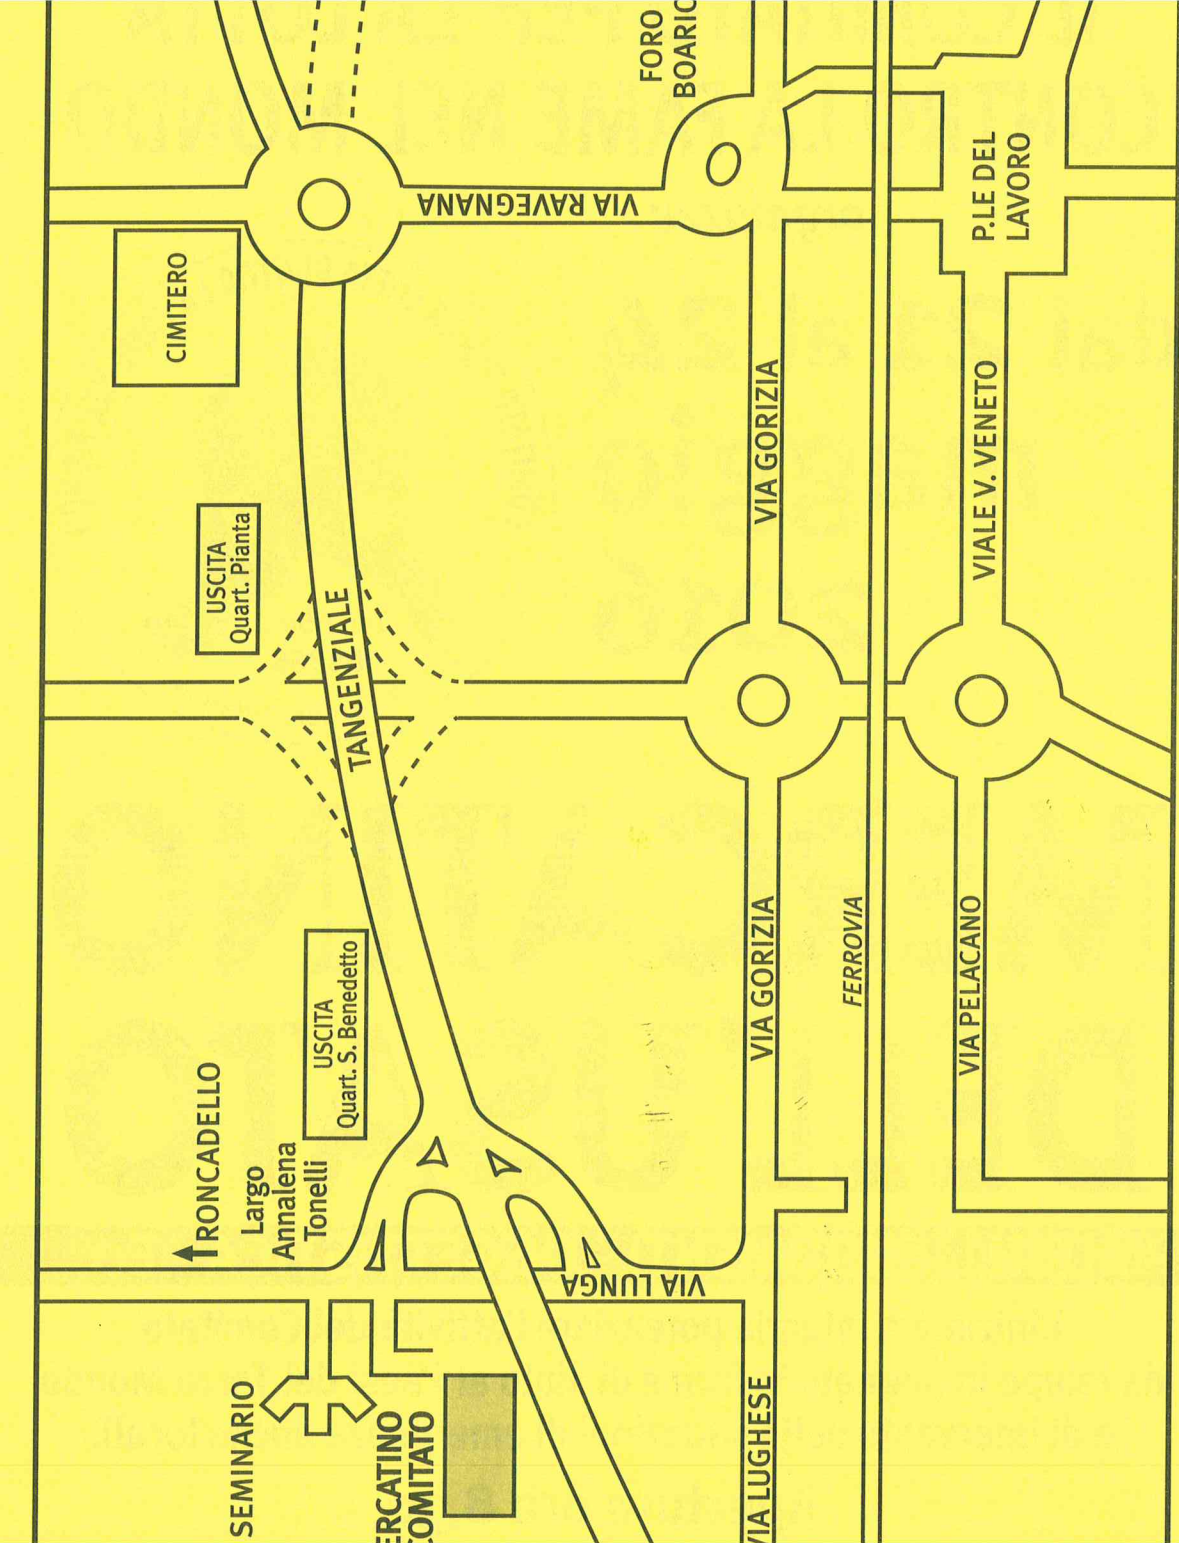 FORO
BOARIO
P.LE DEL
LAVORO
VIA RAVEGNANA
CIMITERO
VIA GORIZIA
VIALE V. VENETO
USCITA
Quart. Pianta
TANGENZIALE
USCITA
Quart. S. Benedetto
VIA GORIZIA
FERROVIA
VIA PELACANO
RONCADELLO
Largo
Annalena
Tonelli
VIA LUNGA
SEMINARIO
ERCATINO
COMITATO
VIA LUGHESE